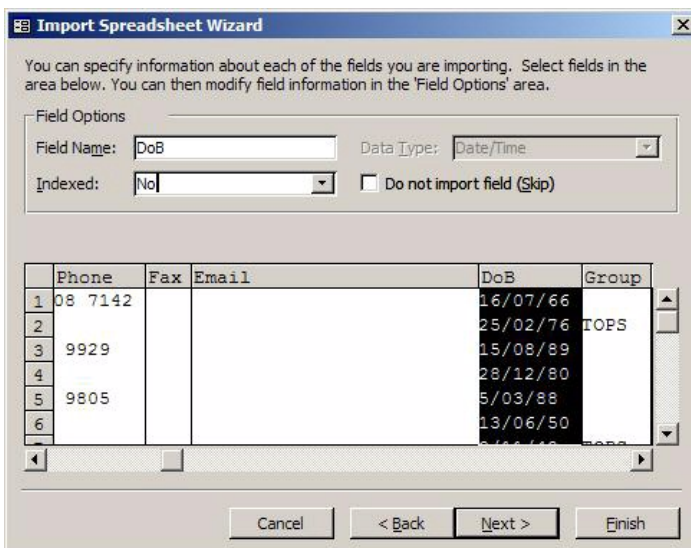 Import Spreadsheet Wizard
You can specify information about each of the fields you are importing. Select fields in the
area below. You can then modify field information in the 'Field Options' area.
Field Options
Field Name: DoB Data Type: Date/Time
Indexed: No Do not import field (Skip)
Phone Fax Email DoB Group
1 08 7142 16/07/66
2 25/02/76 TOPS
3 9929 15/08/89
4 28/12/80
5 9805 5/03/88
6 13/06/50
Cancel < Back Next > Finish